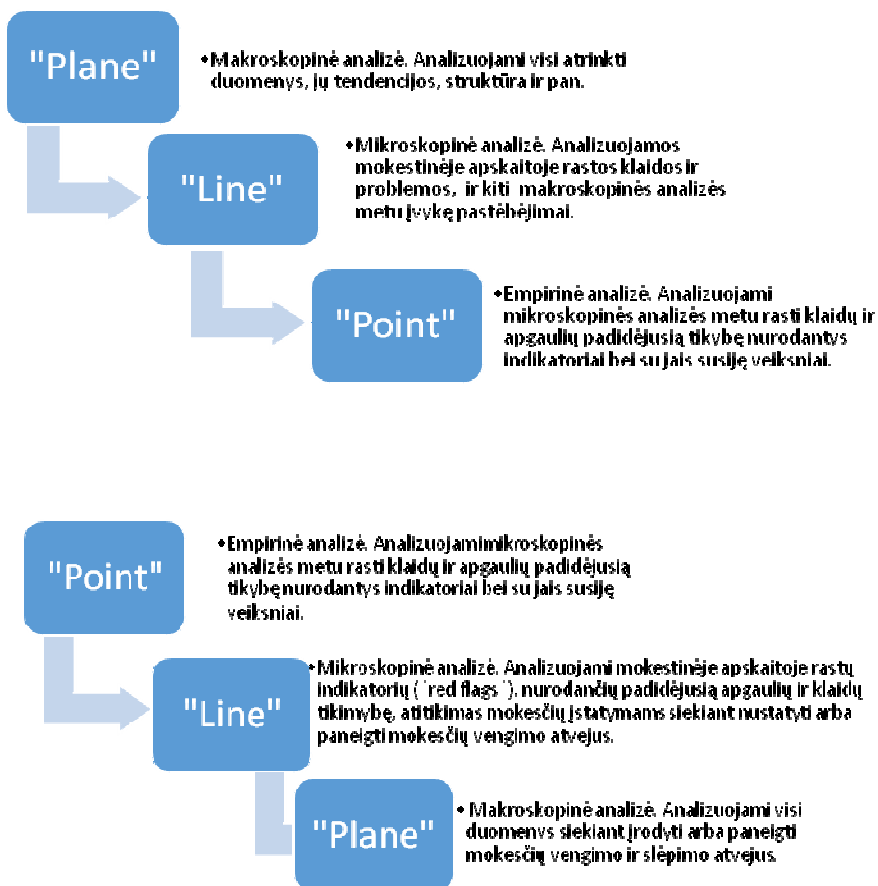 "Plane"
•Makroskopinė analizė. Analizuojami visi atrinkti
duomenys, jų tendencijos, struktūra ir pan.
"Line"
•Mikroskopinė analizė. Analizuojamos
mokestinėje apskaitoje rastos klaidos ir
problemos, ir kiti makroskopinės analizės
metu įvykę pastėbėjimai.
"Point"
•Empirinė analizė. Analizuojami
mikroskopinės analizės metu rasti klaidų ir
apgaulių padidėjusią tikybę nurodantys
indikatoriai bei su jais susiję veiksniai.
"Point"
•Empirinė analizė. Analizuojamimikroskopinės
analizės metu rasti klaidų ir apgaulių padidėjusią
tikybę nurodantys indikatoriai bei su jais susiję
veiksniai.
"Line"
•Mikroskopinė analizė. Analizuojami mokestinėje apskaitoje rastų
indikatorių (¨red flags¨), nurodančių padidėjusią apgaulių ir klaidų
tikimybę, atitikimas mokesčių įstatymams siekiant nustatyti arba
paneigti mokesčių vengimo atvejus.
"Plane"
• Makroskopinė analizė. Analizuojami visi
duomenys siekiant įrodyti arba paneigti
mokesčių vengimo ir slėpimo atvejus.